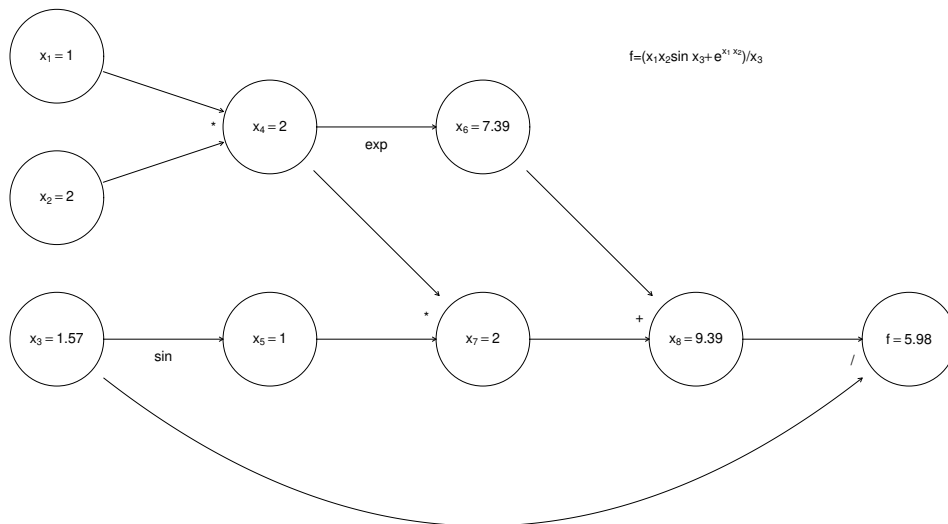 x₁ = 1
f=(x₁x₂sin x₃+e^{x₁ x₂})/x₃
*
x₄ = 2
exp
x₆ = 7.39
x₂ = 2
*
+
x₃ = 1.57
sin
x₅ = 1
x₇ = 2
x₈ = 9.39
/
f = 5.98